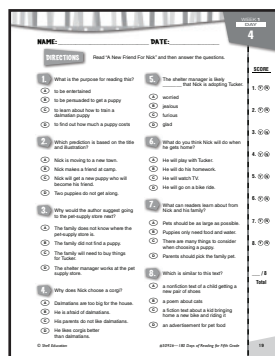 WEEK 1
DAY
4
NAME:
DATE:
DIRECTIONS Read "A New Friend For Nick" and then answer the questions.
SCORE
1. What is the purpose for reading this?
A to be entertained
B to be persuaded to get a puppy
C to learn about how to train a
dalmatian puppy
D to find out how much a puppy costs
2. Which prediction is based on the title
and illustration?
A Nick is moving to a new town.
B Nick makes a friend at camp.
C Nick will get a new puppy who will
become his friend.
D Two puppies do not get along.
3. Why would the author suggest going
to the pet-supply store next?
A The family does not know where the
pet-supply store is.
B The family did not find a puppy.
C The family will need to buy things
for Tucker.
D The shelter manager works at the pet
supply store.
4. Why does Nick choose a corgi?
A Dalmatians are too big for the house.
B He is afraid of dalmatians.
C His parents do not like dalmatians.
D He likes corgis better
than dalmatians.
5. The shelter manager is likely
that Nick is adopting Tucker.
A worried
B jealous
C furious
D glad
6. What do you think Nick will do when
he gets home?
A He will play with Tucker.
B He will do his homework.
C He will watch TV.
D He will go on a bike ride.
7. What can readers learn about from
Nick and his family?
A Pets should be as large as possible.
B Puppies only need food and water.
C There are many things to consider
when choosing a puppy.
D Parents should pick the family pet.
8. Which is similar to this text?
A a nonfiction text of a child getting a
new pair of shoes
B a poem about cats
C a fiction text about a kid bringing
home a new bike and riding it
D an advertisement for pet food
1. Y N
2. Y N
3. Y N
4. Y N
5. Y N
6. Y N
7. Y N
8. Y N
/ 8
Total
© Shell Education
180 Days of Reading for Fifth Grade